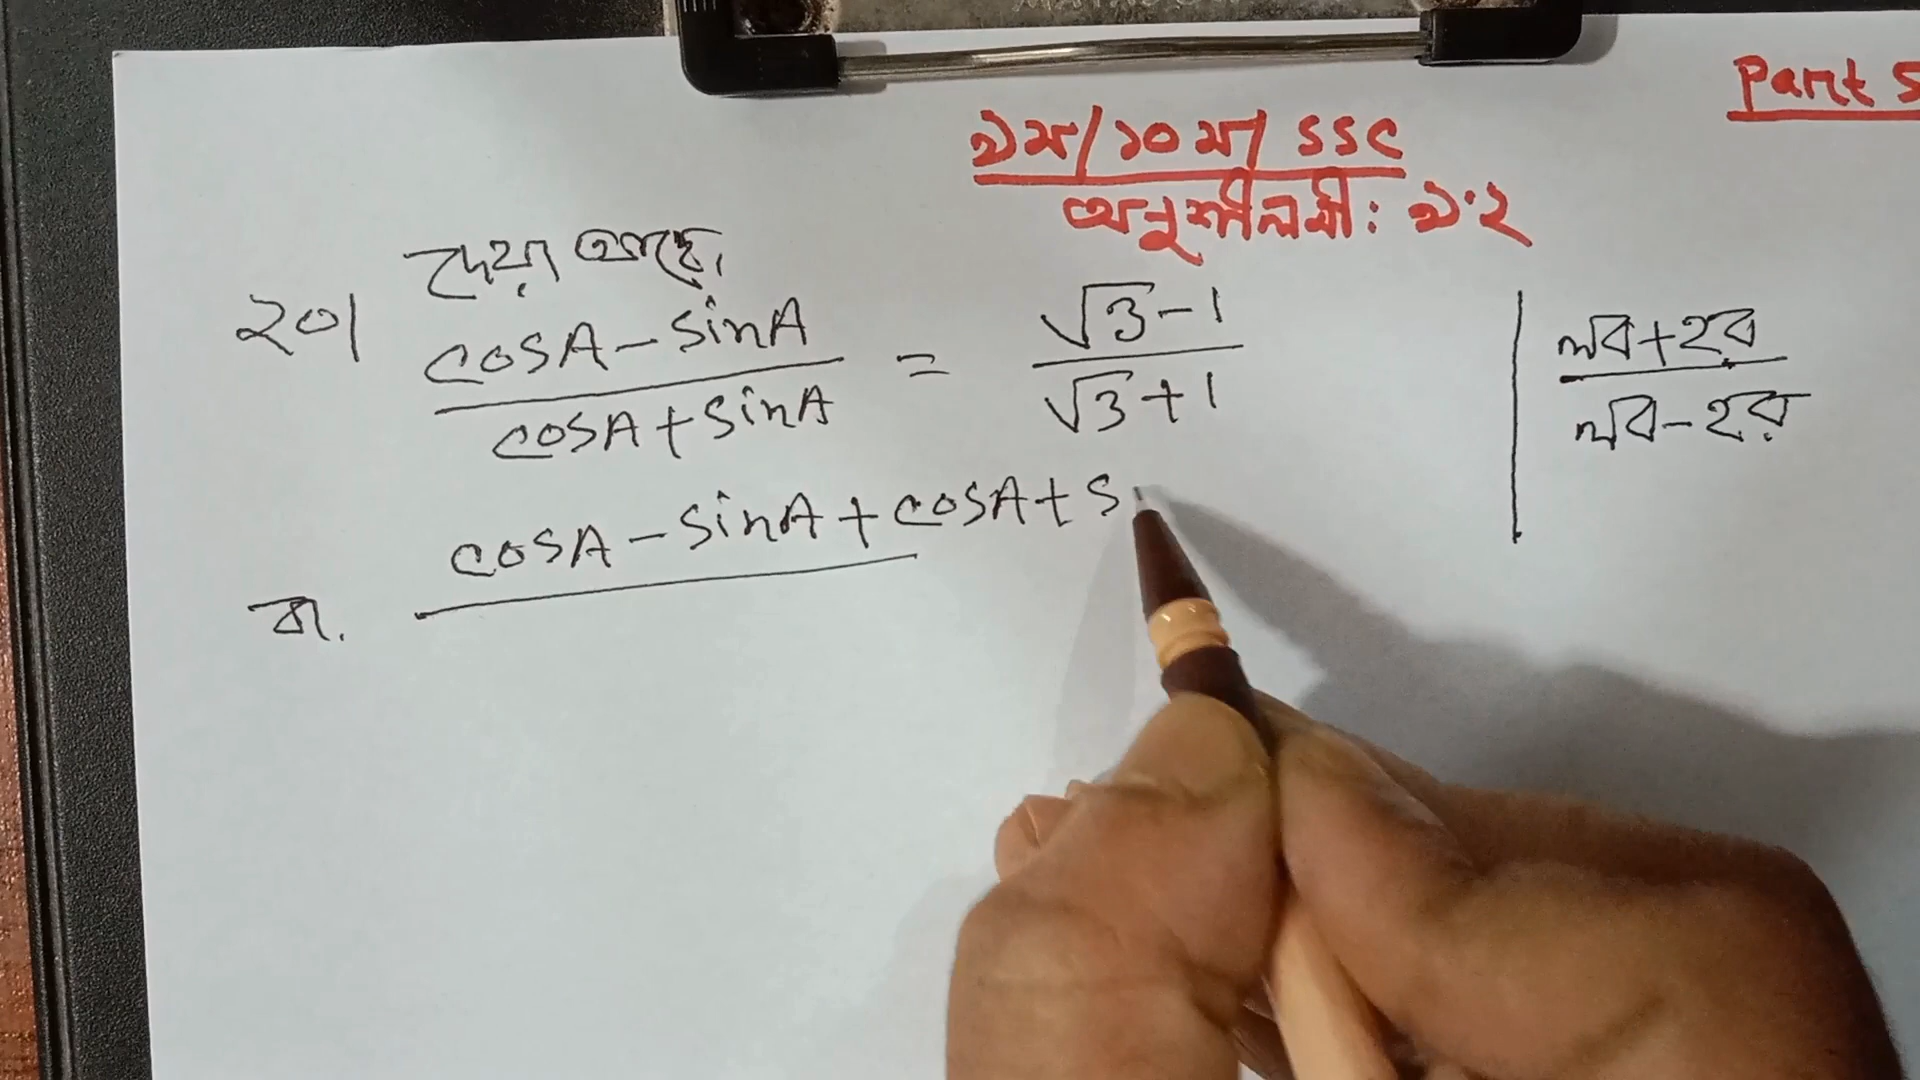 Part 5
৯ম/১০ম/SSC
অনুশীলনী: ৯.২
দেয়া আছে,
২০| (cosA - sinA)/(cosA + sinA) = (√3 - 1)/(√3 + 1)
লব+হর
লব-হর
বা. cosA - sinA + cosA + s